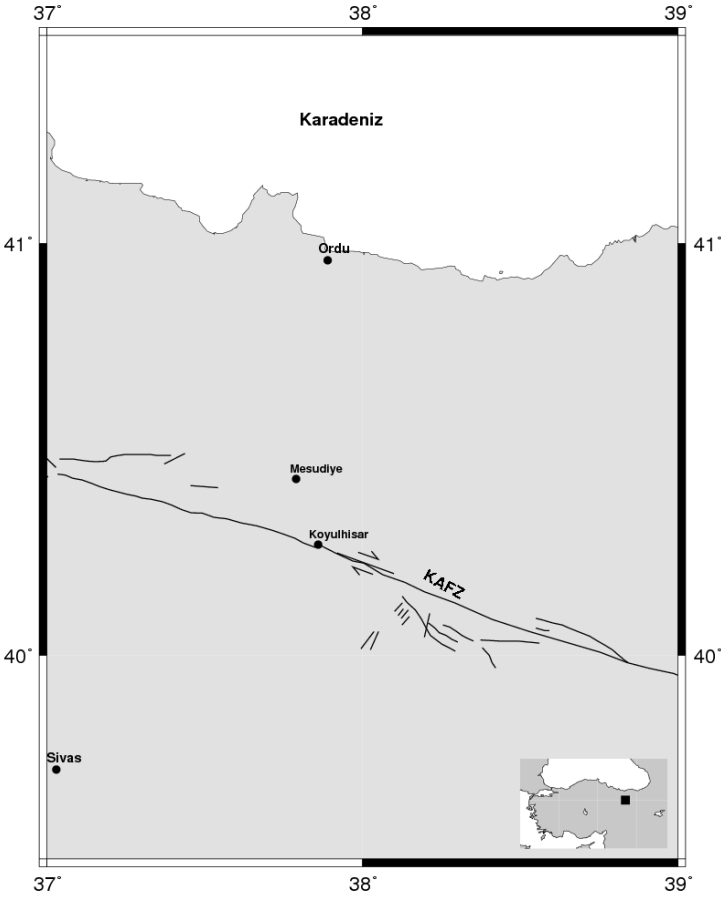 37° 38° 39°
Karadeniz
41° 41°
Ordu
Mesudiye
Koyulhisar
KAFZ
40° 40°
Sivas
37° 38° 39°